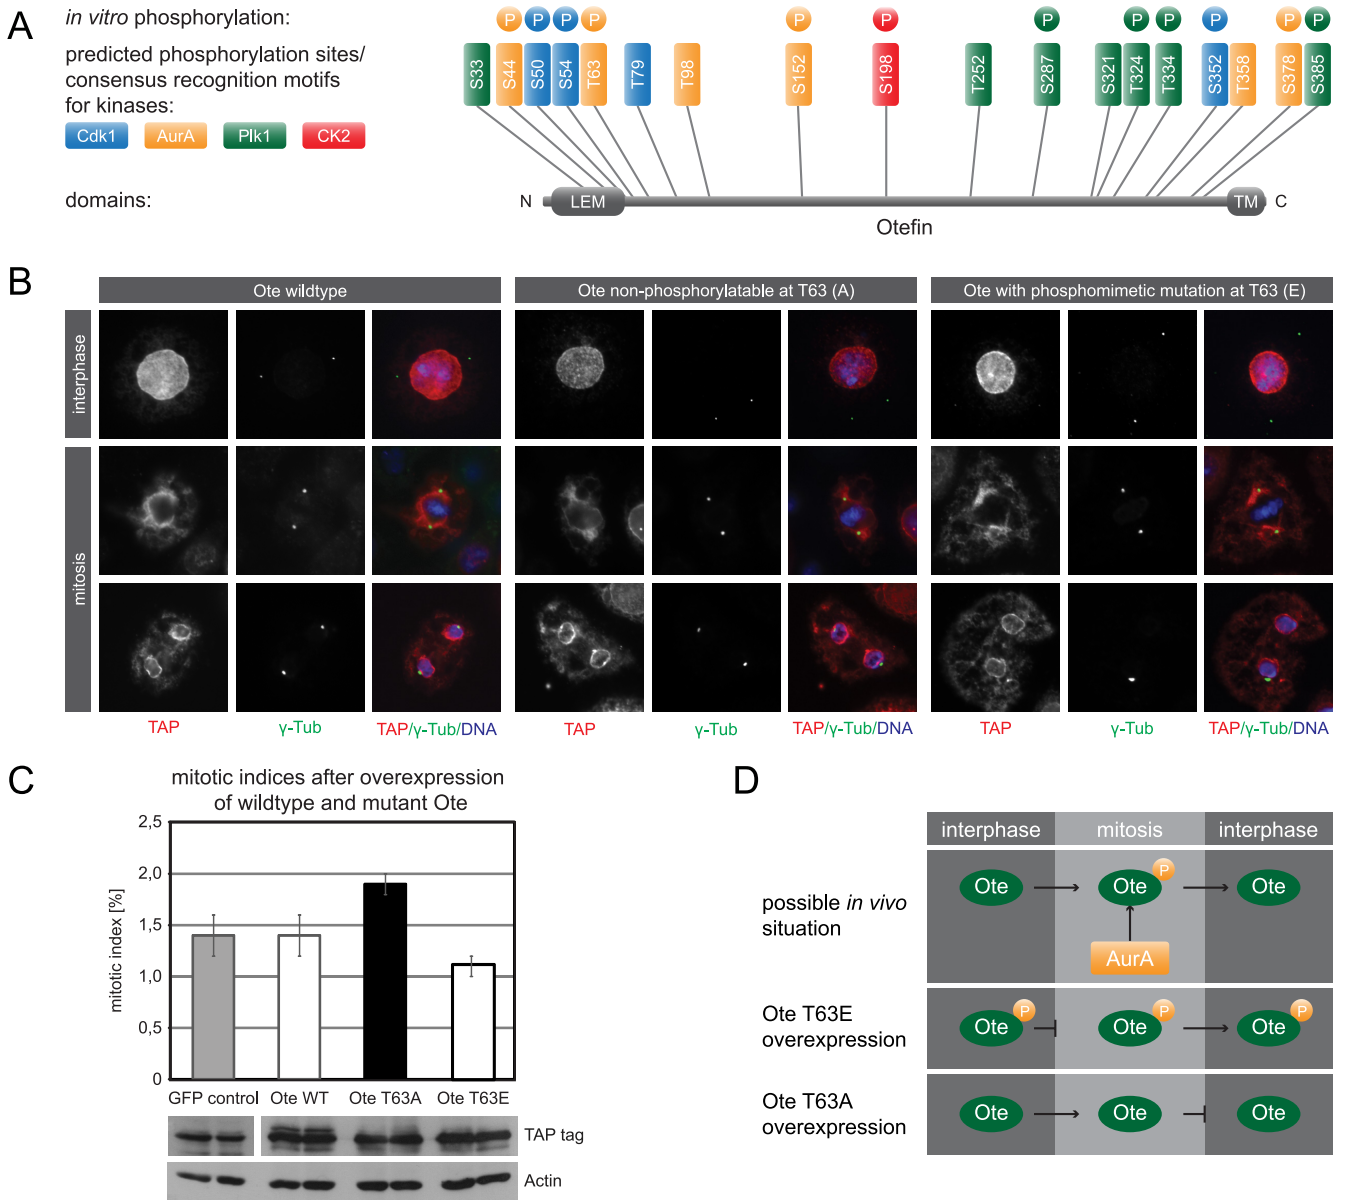 A
in vitro phosphorylation:
P P P P P P P P P P P P
predicted phosphorylation sites/
consensus recognition motifs
for kinases:
S33 S44 S50 S54 T63 T79 T98 S152 S198 T252 S287 S321 T324 T334 S352 T358 S378 S385
Cdk1 AurA Plk1 CK2
domains:
N LEM TM C
Otefin
B
Ote wildtype
Ote non-phosphorylatable at T63 (A)
Ote with phosphomimetic mutation at T63 (E)
interphase
mitosis
TAP γ-Tub TAP/γ-Tub/DNA TAP γ-Tub TAP/γ-Tub/DNA TAP γ-Tub TAP/γ-Tub/DNA
C
mitotic indices after overexpression
of wildtype and mutant Ote
mitotic index [%]
2,5
2,0
1,5
1,0
0,5
0
GFP control Ote WT Ote T63A Ote T63E
TAP tag
Actin
D
interphase mitosis interphase
possible in vivo
situation
Ote Ote P Ote
AurA
Ote T63E
overexpression
Ote P Ote P Ote P
Ote T63A
overexpression
Ote Ote Ote